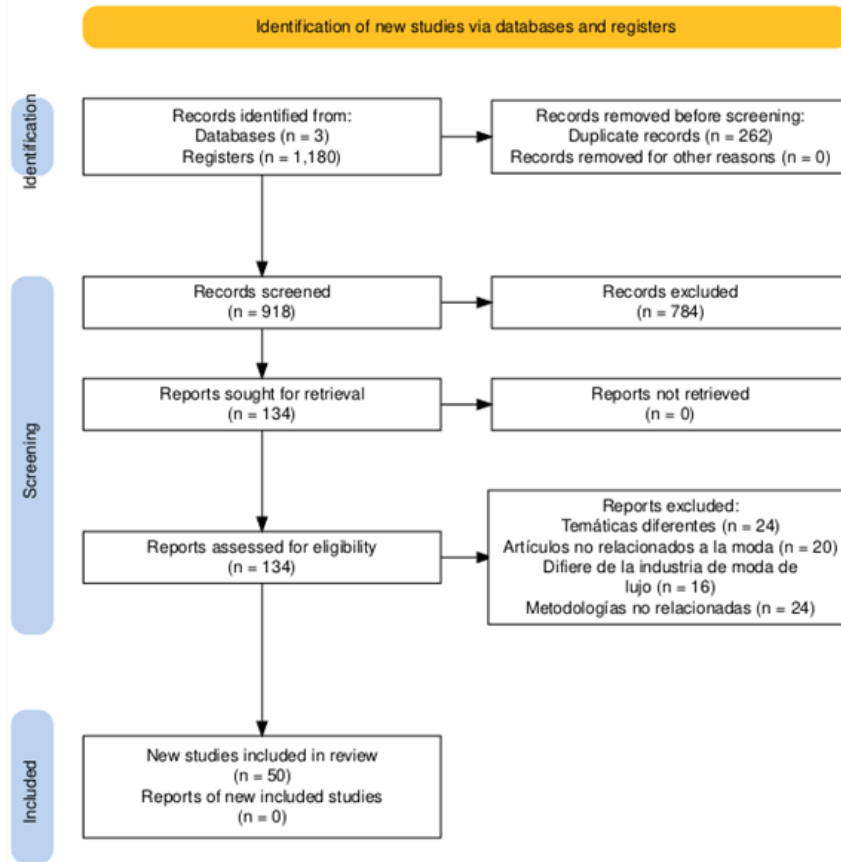 Identification of new studies via databases and registers
Identification
Records identified from:
Databases (n = 3)
Registers (n = 1,180)
Records removed before screening:
Duplicate records (n = 262)
Records removed for other reasons (n = 0)
Screening
Records screened
(n = 918)
Records excluded
(n = 784)
Reports sought for retrieval
(n = 134)
Reports not retrieved
(n = 0)
Reports assessed for eligibility
(n = 134)
Reports excluded:
Temáticas diferentes (n = 24)
Artículos no relacionados a la moda (n = 20)
Difiere de la industria de moda de
lujo (n = 16)
Metodologías no relacionadas (n = 24)
Included
New studies included in review
(n = 50)
Reports of new included studies
(n = 0)